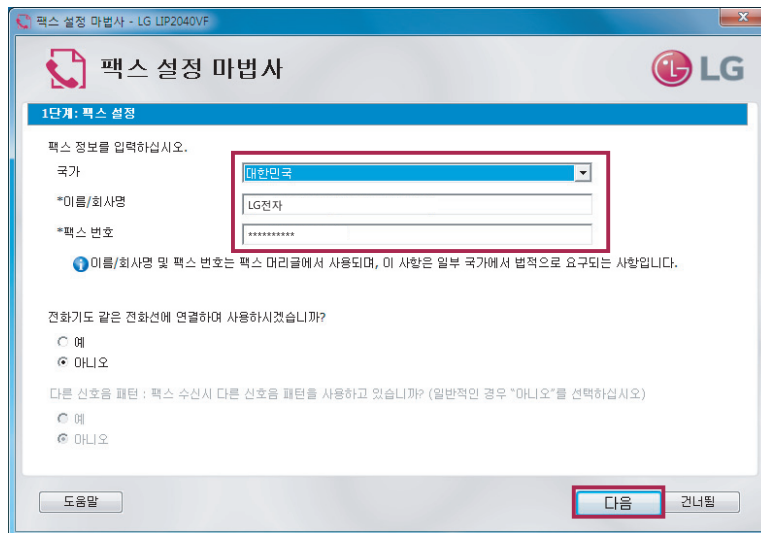 팩스 설정 마법사 - LG LIP2040VF
팩스 설정 마법사
LG
1단계: 팩스 설정
팩스 정보를 입력하십시오.
국가 대한민국
*이름/회사명 LG전자
*팩스 번호 **********
이름/회사명 및 팩스 번호는 팩스 머리글에서 사용되며, 이 사항은 일부 국가에서 법적으로 요구되는 사항입니다.
전화기도 같은 전화선에 연결하여 사용하시겠습니까?
예
아니오
다른 신호음 패턴 : 팩스 수신시 다른 신호음 패턴을 사용하고 있습니까? (일반적인 경우 "아니오"를 선택하십시오)
예
아니오
도움말 다음 건너뜀